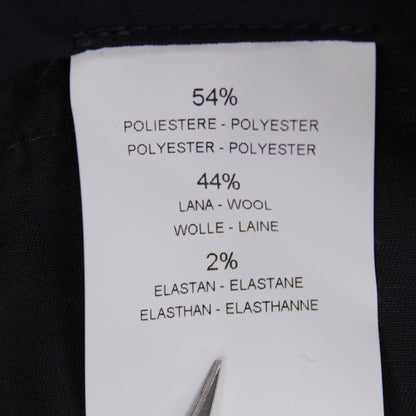 54%
POLIESTERE - POLYESTER
POLYESTER - POLYESTER
44%
LANA - WOOL
WOLLE - LAINE
2%
ELASTAN - ELASTANE
ELASTHAN - ELASTHANNE